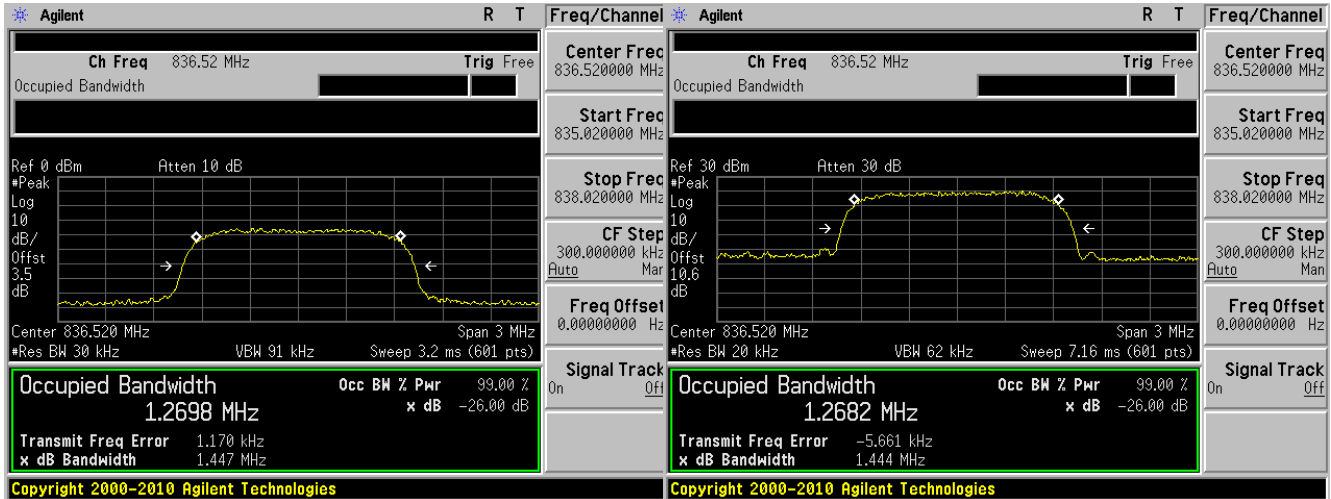 Agilent R T Freq/Channel
Ch Freq 836.52 MHz Trig Free
Occupied Bandwidth
Center Freq
836.520000 MHz
Start Freq
835.020000 MHz
Stop Freq
838.020000 MHz
CF Step
300.000000 kHz
Auto Man
Freq Offset
0.00000000 Hz
Signal Track
On Off
Ref 0 dBm Atten 10 dB
#Peak
Log
10
dB/
Offst
3.5
dB
Center 836.520 MHz Span 3 MHz
#Res BW 30 kHz VBW 91 kHz Sweep 3.2 ms (601 pts)
Occupied Bandwidth Occ BW % Pwr 99.00 %
1.2698 MHz x dB -26.00 dB
Transmit Freq Error 1.170 kHz
x dB Bandwidth 1.447 MHz
Copyright 2000-2010 Agilent Technologies
Agilent R T Freq/Channel
Ch Freq 836.52 MHz Trig Free
Occupied Bandwidth
Center Freq
836.520000 MHz
Start Freq
835.020000 MHz
Stop Freq
838.020000 MHz
CF Step
300.000000 kHz
Auto Man
Freq Offset
0.00000000 Hz
Signal Track
On Off
Ref 30 dBm Atten 30 dB
#Peak
Log
10
dB/
Offst
10.6
dB
Center 836.520 MHz Span 3 MHz
#Res BW 20 kHz VBW 62 kHz Sweep 7.16 ms (601 pts)
Occupied Bandwidth Occ BW % Pwr 99.00 %
1.2682 MHz x dB -26.00 dB
Transmit Freq Error -5.661 kHz
x dB Bandwidth 1.444 MHz
Copyright 2000-2010 Agilent Technologies